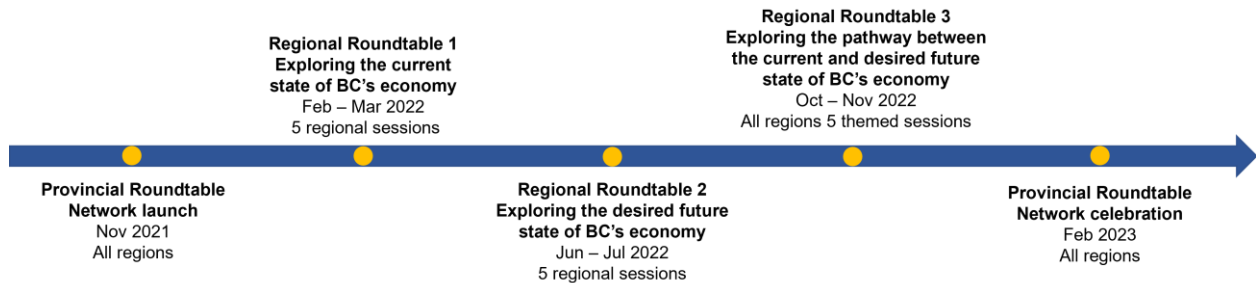 Provincial Roundtable
Network launch
Nov 2021
All regions
Regional Roundtable 1
Exploring the current
state of BC's economy
Feb – Mar 2022
5 regional sessions
Regional Roundtable 2
Exploring the desired future
state of BC's economy
Jun – Jul 2022
5 regional sessions
Regional Roundtable 3
Exploring the pathway between
the current and desired future
state of BC's economy
Oct – Nov 2022
All regions 5 themed sessions
Provincial Roundtable
Network celebration
Feb 2023
All regions